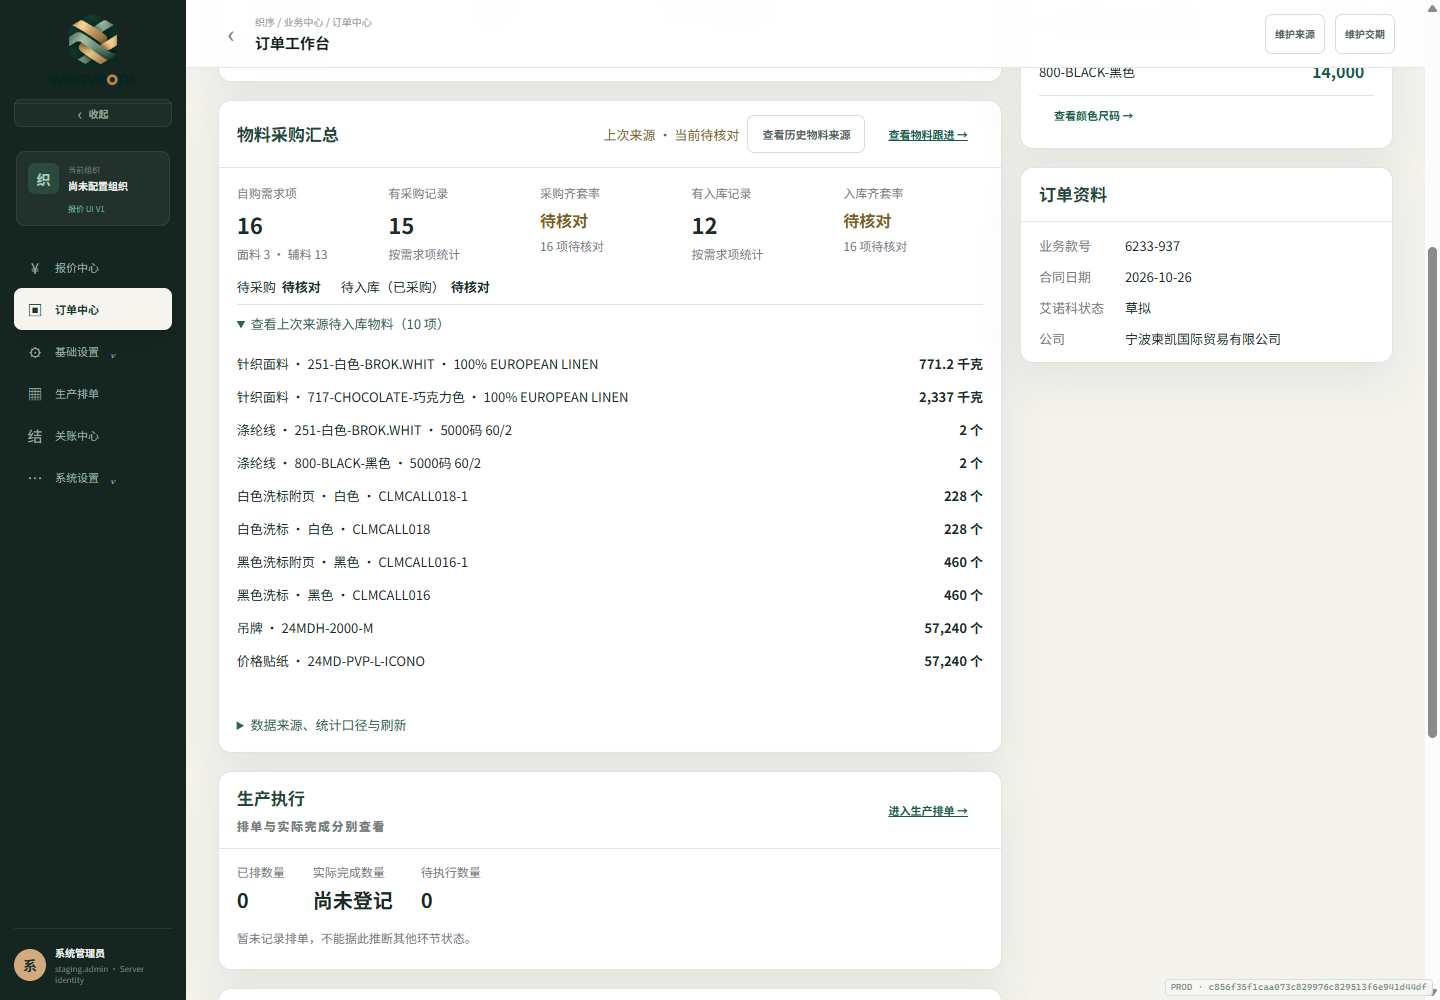 weaveops
‹ 收起
织
当前组织
尚未配置组织
报价 UI V1
¥ 报价中心
订单中心
基础设置
生产排单
结 关账中心
系统设置
系
系统管理员
staging.admin · Server identity
‹
织序 / 业务中心 / 订单中心
订单工作台
维护来源
维护交期
物料采购汇总
上次来源 · 当前待核对
查看历史物料来源
查看物料跟进 →
自购需求项
16
面料 3 · 辅料 13
有采购记录
15
按需求项统计
采购齐套率
待核对
16 项待核对
有入库记录
12
按需求项统计
入库齐套率
待核对
16 项待核对
待采购 待核对 待入库（已采购） 待核对
▼ 查看上次来源待入库物料（10 项）
针织面料 · 251-白色-BROK.WHIT · 100% EUROPEAN LINEN 771.2 千克
针织面料 · 717-CHOCOLATE-巧克力色 · 100% EUROPEAN LINEN 2,337 千克
涤纶线 · 251-白色-BROK.WHIT · 5000码 60/2 2 个
涤纶线 · 800-BLACK-黑色 · 5000码 60/2 2 个
白色洗标附页 · 白色 · CLMCALL018-1 228 个
白色洗标 · 白色 · CLMCALL018 228 个
黑色洗标附页 · 黑色 · CLMCALL016-1 460 个
黑色洗标 · 黑色 · CLMCALL016 460 个
吊牌 · 24MDH-2000-M 57,240 个
价格贴纸 · 24MD-PVP-L-ICONO 57,240 个
▶ 数据来源、统计口径与刷新
生产执行
排单与实际完成分别查看
进入生产排单 →
已排数量
0
实际完成数量
尚未登记
待执行数量
0
暂未记录排单，不能据此推断其他环节状态。
800-BLACK-黑色 14,000
查看颜色尺码 →
订单资料
业务款号 6233-937
合同日期 2026-10-26
艾诺科状态 草拟
公司 宁波柬凯国际贸易有限公司
PROD · c856f35f1caa073c829976c829513f6e941d44df